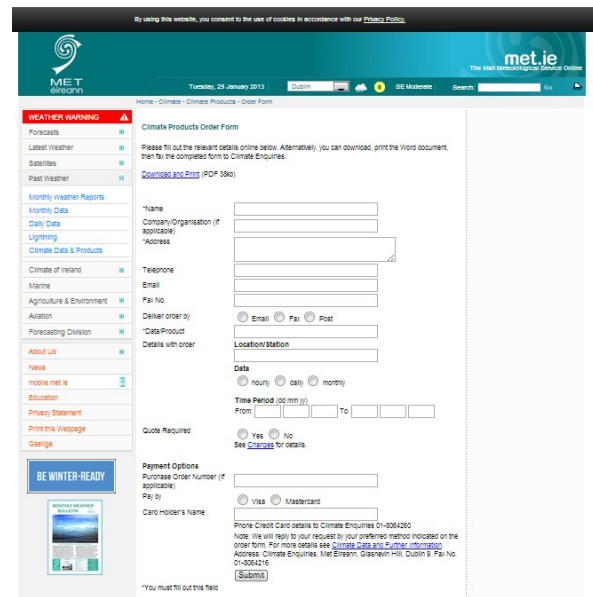 By using this website, you consent to the use of cookies in accordance with our Privacy Policy.
MET
éireann
met.ie
The Irish Meteorological Service Online
Tuesday, 29 January 2013
Dublin
SE Moderate
Search:
Go
Home - Climate - Climate Products - Order Form
WEATHER WARNING
Forecasts
Latest Weather
Satellites
Past Weather
Monthly Weather Reports
Monthly Data
Daily Data
Lightning
Climate Data & Products
Climate of Ireland
Marine
Agriculture & Environment
Aviation
Forecasting Division
About Us
News
mobile.met.ie
Education
Privacy Statement
Print this Webpage
Gaeilge
BE WINTER-READY
MONTHLY WEATHER
BULLETIN
Climate Products Order Form
Please fill out the relevant details online below. Alternatively, you can download, print the Word document,
then fax the completed form to Climate Enquiries.
Download and Print (PDF 38kb)
*Name
Company/Organisation (if
applicable)
*Address
Telephone
Email
Fax No.
Deliver order by
Email Fax Post
*Data/Product
Details with order
Location/Station
Data
hourly daily monthly
Time Period (dd mm yy)
From: To:
Quote Required
Yes No
See Charges for details.
Payment Options
Purchase Order Number (if
applicable)
Pay by
Visa Mastercard
Card Holder's Name
Phone Credit Card details to Climate Enquiries 01-8064260
Note: We will reply to your request by your preferred method indicated on the
order form. For more details see Climate Data and Further Information.
Address: Climate Enquiries, Met Eireann, Glasnevin Hill, Dublin 9. Fax No.
01-8064216
Submit
*You must fill out this field